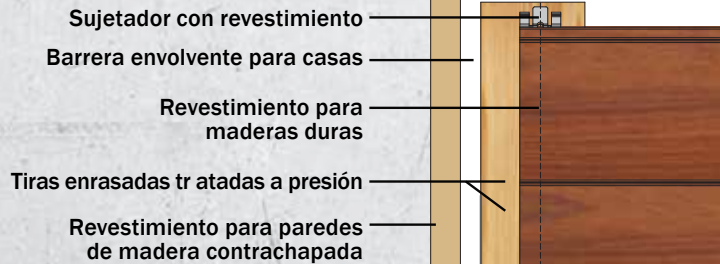 Sujetador con revestimiento
Barrera envolvente para casas
Revestimiento para
maderas duras
Tiras enrasadas tr atadas a presión
Revestimiento para paredes
de madera contrachapada